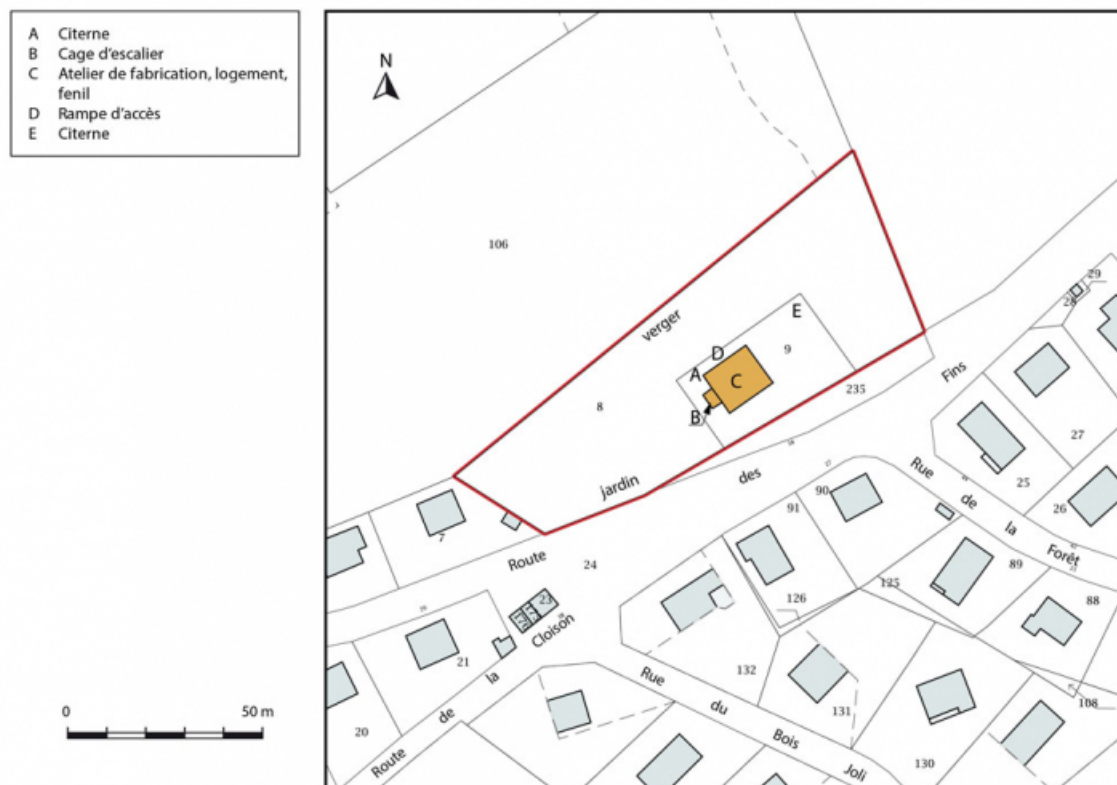 A Citerne
B Cage d'escalier
C Atelier de fabrication, logement,
fenil
D Rampe d'accès
E Citerne
N
106
verger
E
D
9
A
C
8
B
235
jardin
des
Fins
29
28
27
25
26
Rue
de
la
Forêt
90
91
7
Route
24
23
Cloison
126
125
89
88
21
la
132
Rue
du
Bois
Joli
131
108
20
de
Route
130
0 50 m